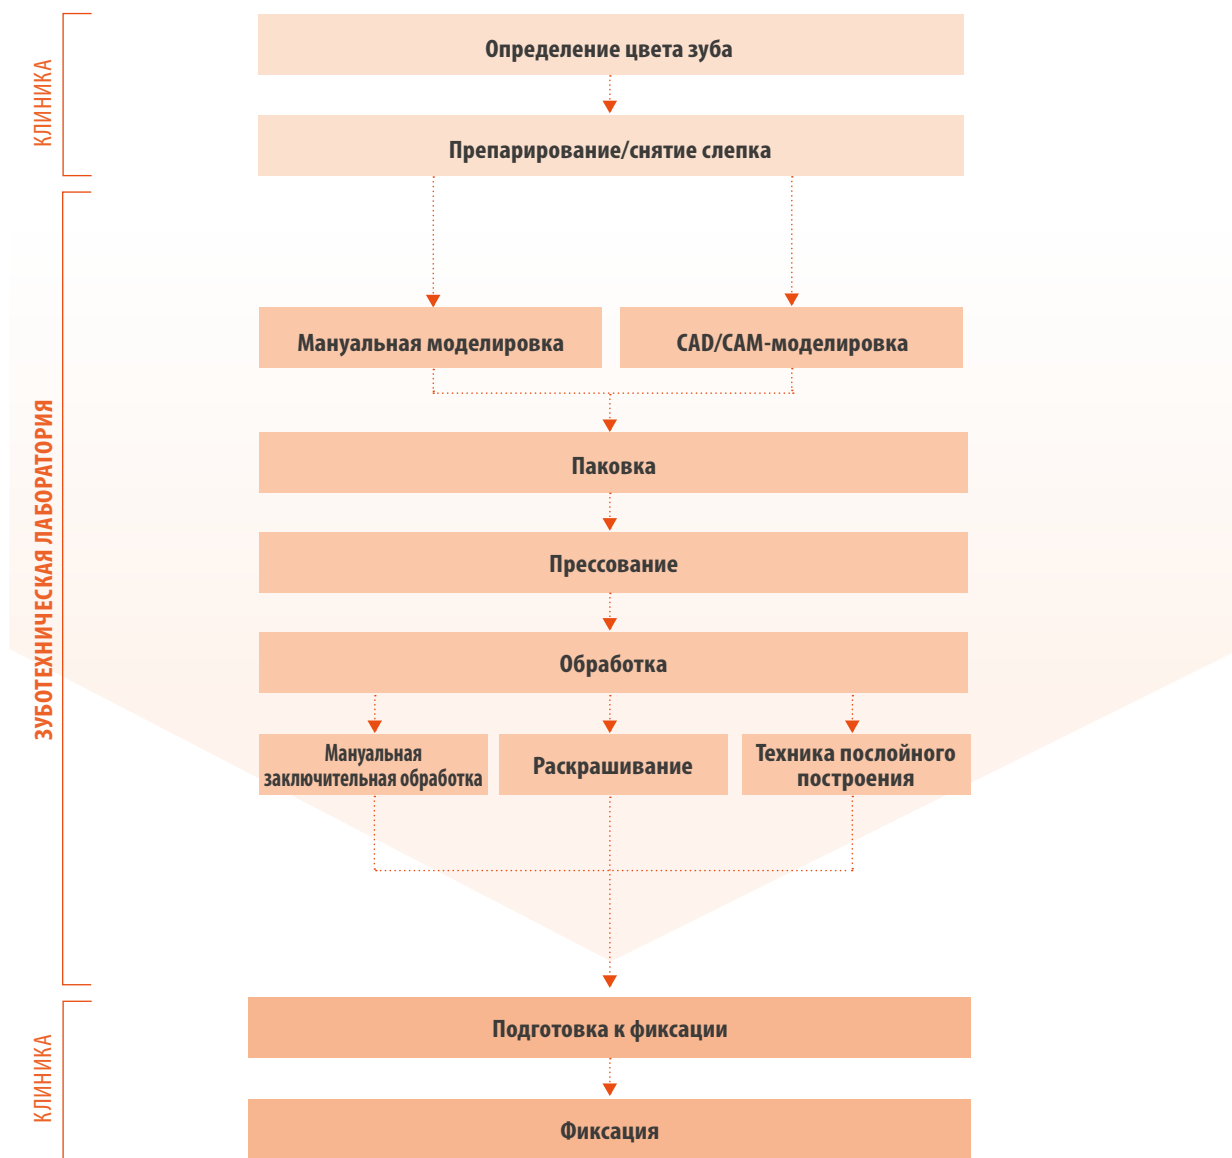 КЛИНИКА
Определение цвета зуба
Препарирование/снятие слепка
ЗУБОТЕХНИЧЕСКАЯ ЛАБОРАТОРИЯ
Мануальная моделировка
CAD/CAM-моделировка
Паковка
Прессование
Обработка
Мануальная
заключительная обработка
Раскрашивание
Техника послойного
построения
КЛИНИКА
Подготовка к фиксации
Фиксация